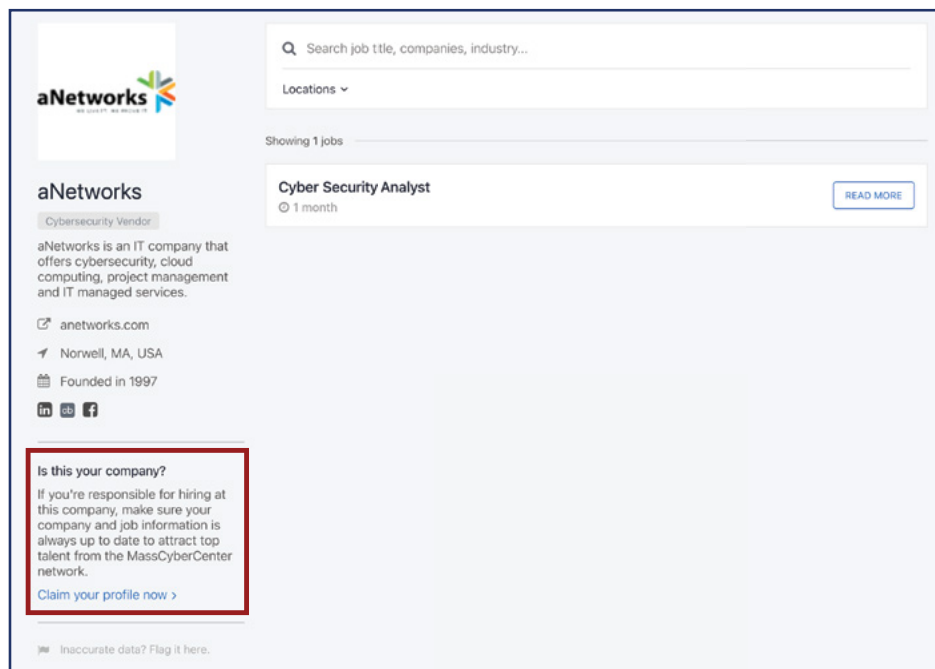 aNetworks
aNetworks
Cybersecurity Vendor
aNetworks is an IT company that
offers cybersecurity, cloud
computing, project management
and IT managed services.
anetworks.com
Norwell, MA, USA
Founded in 1997
in cb f
Is this your company?
If you're responsible for hiring at
this company, make sure your
company and job information is
always up to date to attract top
talent from the MassCyberCenter
network.
Claim your profile now >
Inaccurate data? Flag it here.
Search job title, companies, industry...
Locations
Showing 1 jobs
Cyber Security Analyst
1 month
READ MORE